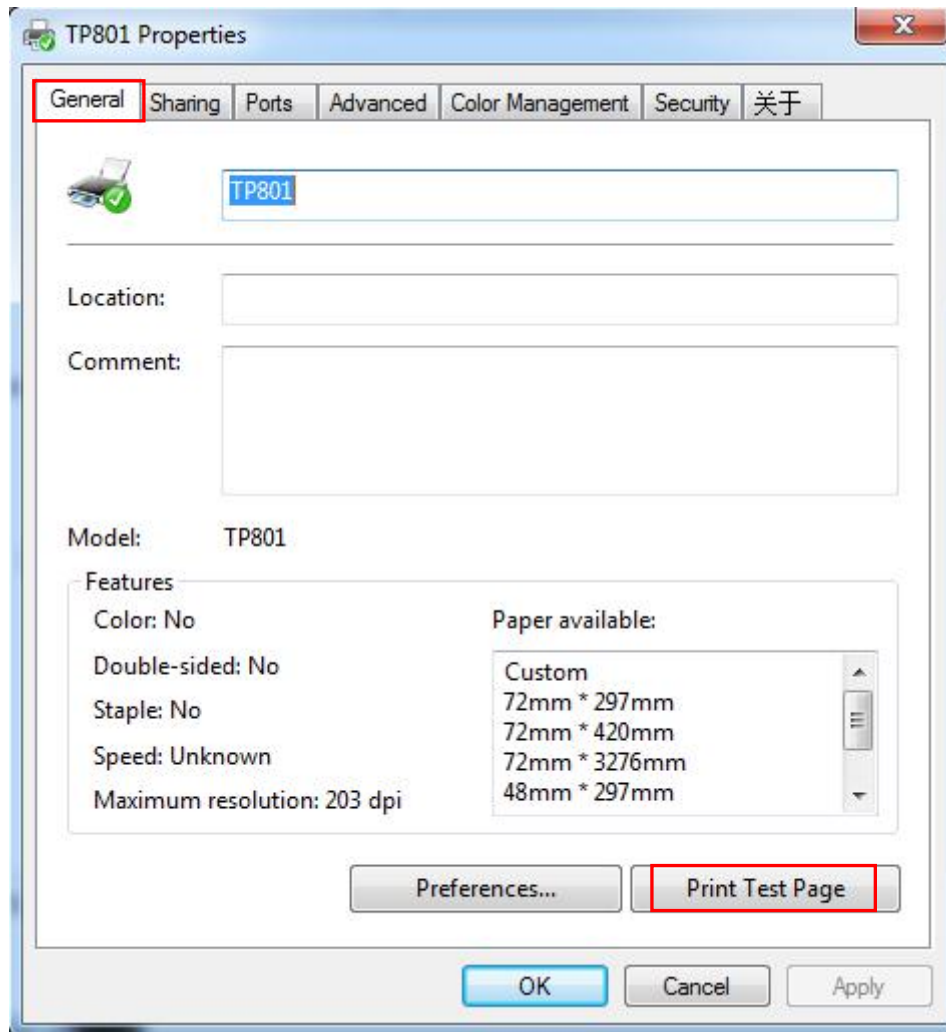 TP801 Properties
General Sharing Ports Advanced Color Management Security 关于
TP801
Location:
Comment:
Model: TP801
Features
Color: No
Double-sided: No
Staple: No
Speed: Unknown
Maximum resolution: 203 dpi
Paper available:
Custom
72mm * 297mm
72mm * 420mm
72mm * 3276mm
48mm * 297mm
Preferences... Print Test Page
OK Cancel Apply